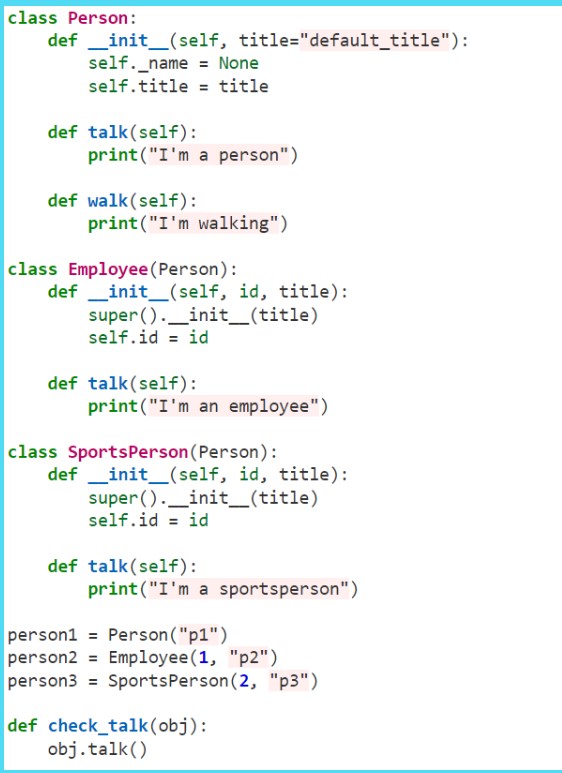 class Person:
    def __init__(self, title="default_title"):
        self._name = None
        self.title = title

    def talk(self):
        print("I'm a person")

    def walk(self):
        print("I'm walking")

class Employee(Person):
    def __init__(self, id, title):
        super().__init__(title)
        self.id = id

    def talk(self):
        print("I'm an employee")

class SportsPerson(Person):
    def __init__(self, id, title):
        super().__init__(title)
        self.id = id

    def talk(self):
        print("I'm a sportsperson")

person1 = Person("p1")
person2 = Employee(1, "p2")
person3 = SportsPerson(2, "p3")

def check_talk(obj):
    obj.talk()